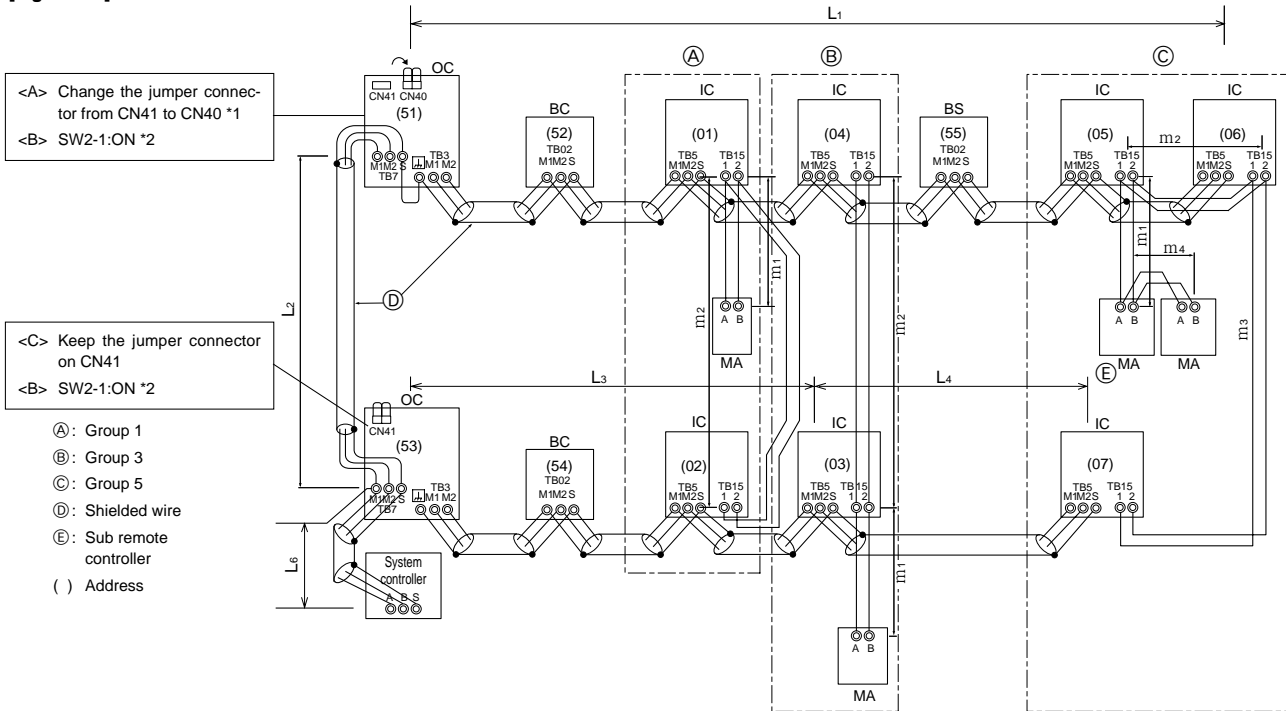 L1
OC
CN41 CN40
(51)
M1M2 S
TB7
TB3
M1 M2
<A> Change the jumper connec-
tor from CN41 to CN40 *1
<B> SW2-1:ON *2
BC
(52)
TB02
M1M2 S
Ⓐ
IC
(01)
TB5
M1M2S
TB15
1 2
Ⓑ
IC
(04)
TB5
M1M2S
TB15
1 2
BS
(55)
TB02
M1M2 S
Ⓒ
IC
(05)
TB5
M1M2S
TB15
1 2
m2
IC
(06)
TB5
M1M2S
TB15
1 2
L2
Ⓓ
m2
m1
A B
MA
m2
m1
m4
A B
MA
A B
MA
Ⓔ
m3
<C> Keep the jumper connector
on CN41
<B> SW2-1:ON *2
L3
L4
OC
CN41
(53)
M1M2 S
TB7
TB3
M1 M2
BC
(54)
TB02
M1M2 S
IC
(02)
TB5
M1M2S
TB15
1 2
IC
(03)
TB5
M1M2S
TB15
1 2
IC
(07)
TB5
M1M2S
TB15
1 2
Ⓐ: Group 1
Ⓑ: Group 3
Ⓒ: Group 5
Ⓓ: Shielded wire
Ⓔ: Sub remote
controller
( ) Address
L6
System
controller
A B S
m1
A B
MA